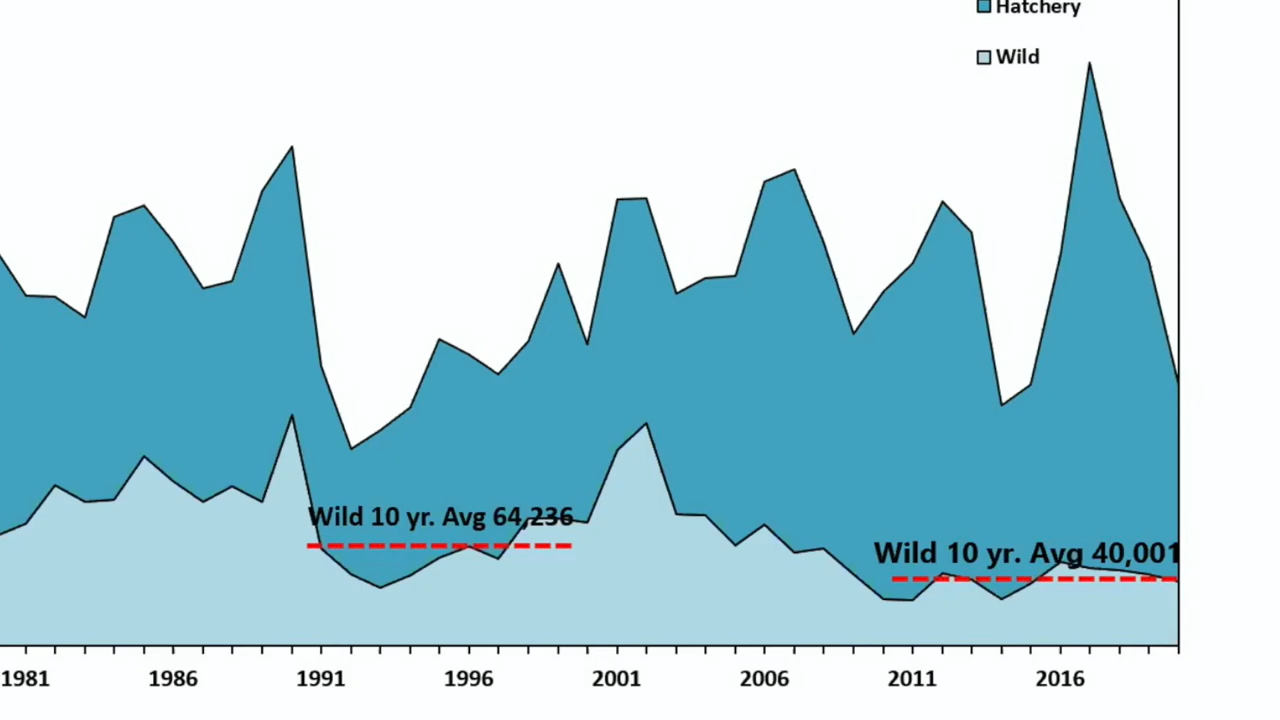 Hatchery
Wild
Wild 10 yr. Avg 64,236
Wild 10 yr. Avg 40,001
1981 1986 1991 1996 2001 2006 2011 2016